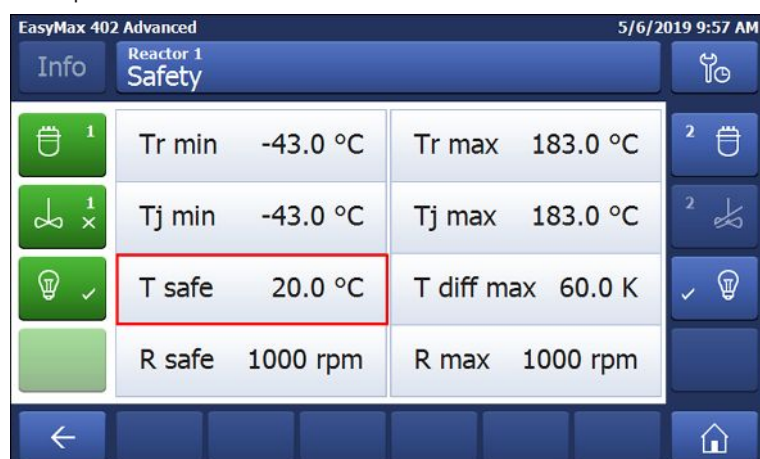 EasyMax 402 Advanced 5/6/2019 9:57 AM
Info
Reactor 1
Safety
1 Tr min -43.0 °C Tr max 183.0 °C 2
1 Tj min -43.0 °C Tj max 183.0 °C 2
T safe 20.0 °C T diff max 60.0 K
R safe 1000 rpm R max 1000 rpm